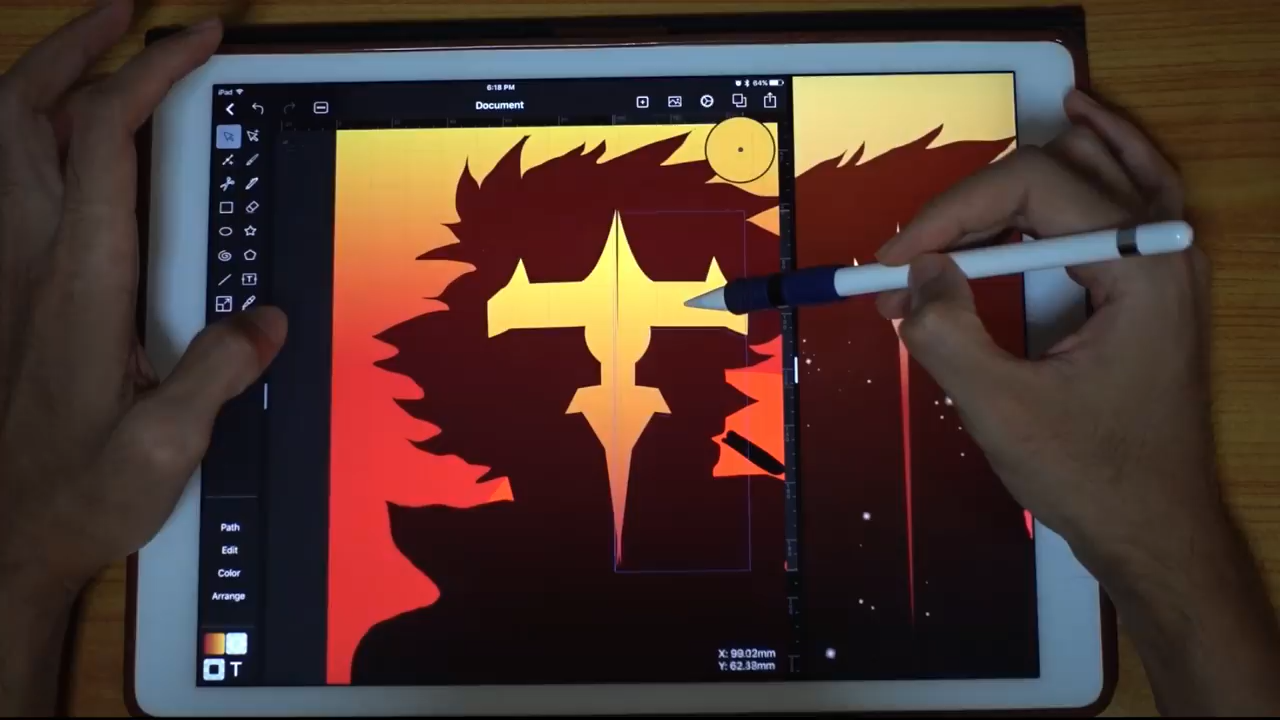 iPad
6:18 PM
64%
Document
T
Path
Edit
Color
Arrange
T
X: 99.02mm
Y: 62.38mm